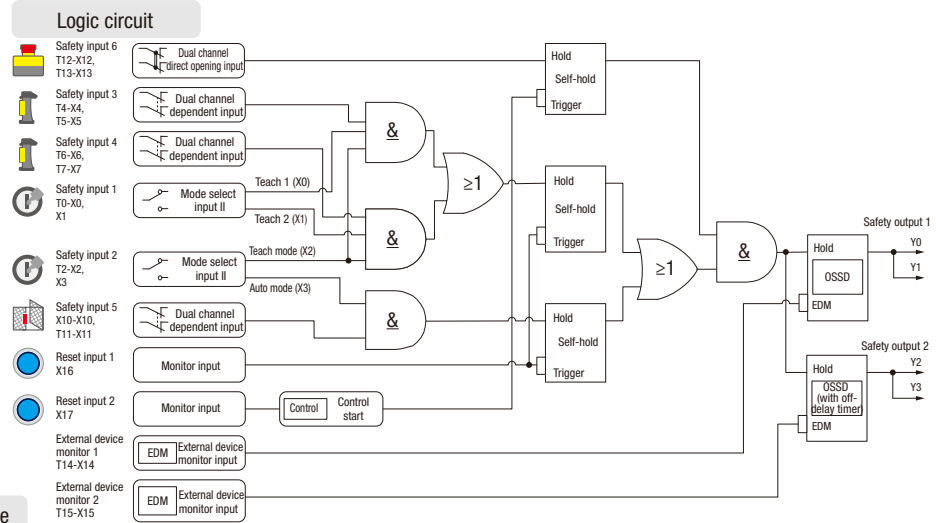 Logic circuit
Safety input 6
T12-X12,
T13-X13
Dual channel
direct opening input
Safety input 3
T4-X4,
T5-X5
Dual channel
dependent input
Safety input 4
T6-X6,
T7-X7
Dual channel
dependent input
Safety input 1
T0-X0,
X1
Mode select
input II
Teach 1 (X0)
Teach 2 (X1)
Safety input 2
T2-X2,
X3
Mode select
input II
Teach mode (X2)
Auto mode (X3)
Safety input 5
X10-X10,
T11-X11
Dual channel
dependent input
Reset input 1
X16
Monitor input
Reset input 2
X17
Monitor input
Control
Control
start
External device
monitor 1
T14-X14
EDM
External device
monitor input
External device
monitor 2
T15-X15
EDM
External device
monitor input
&
&
&
≥1
Hold
Self-hold
Trigger
Hold
Self-hold
Trigger
Hold
Self-hold
Trigger
≥1
&
Safety output 1
Hold
OSSD
EDM
Y0
Y1
Safety output 2
Hold
OSSD
(with off-
delay timer)
EDM
Y2
Y3
e